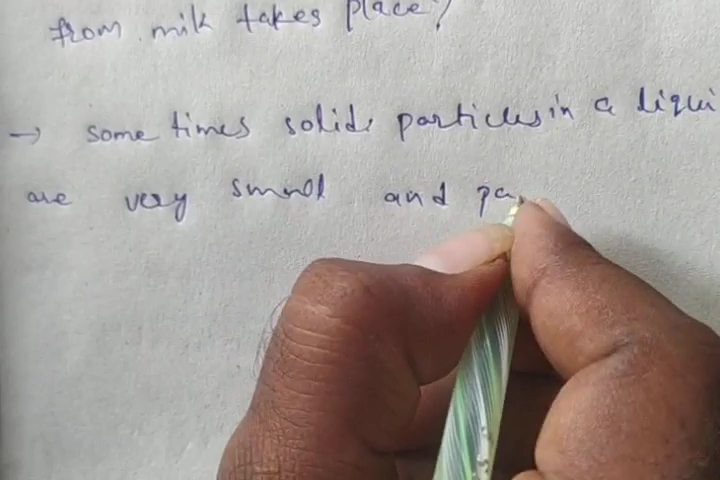 from milk takes place?
→ some times solid particles in a liqui
are very small and pa